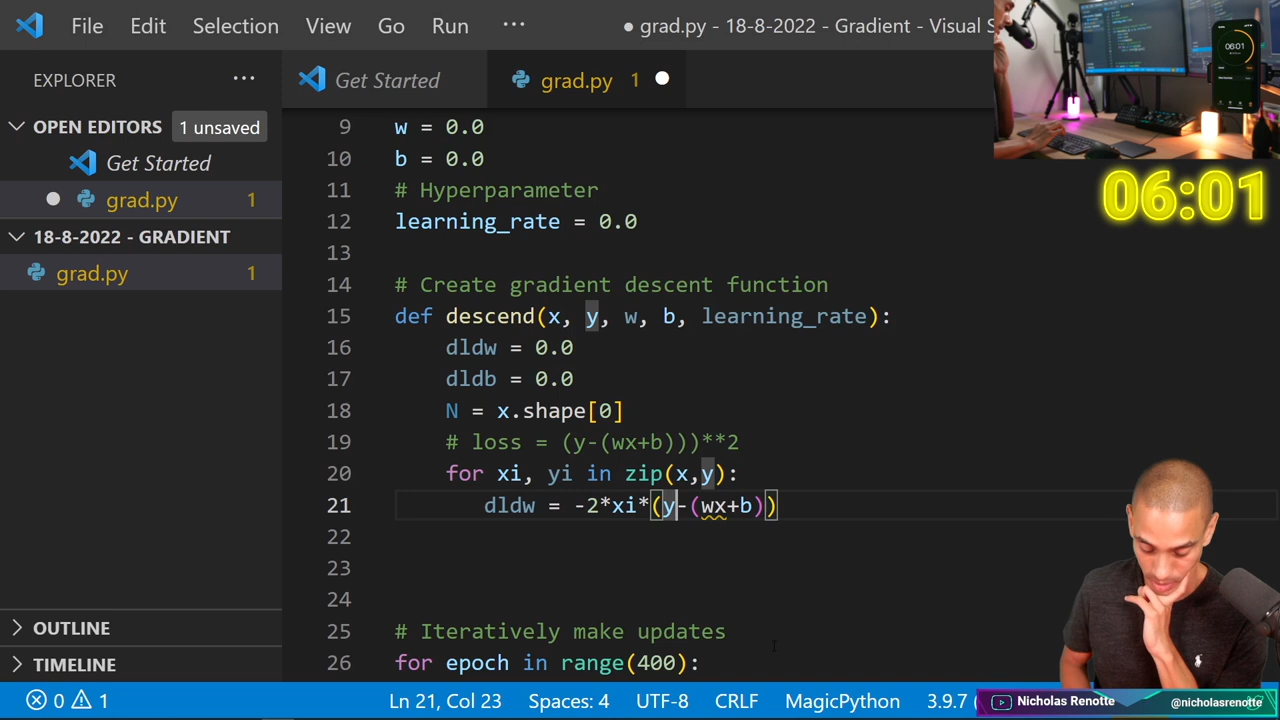 File Edit Selection View Go Run ··· ● grad.py - 18-8-2022 - Gradient - Visual S
06:01
EXPLORER ···
Get Started
grad.py 1
OPEN EDITORS 1 unsaved
Get Started
grad.py 1
18-8-2022 - GRADIENT
grad.py 1
OUTLINE
TIMELINE
9 w = 0.0
10 b = 0.0
11 # Hyperparameter
12 learning_rate = 0.0
13
14 # Create gradient descent function
15 def descend(x, y, w, b, learning_rate):
16 dldw = 0.0
17 dldb = 0.0
18 N = x.shape[0]
19 # loss = (y-(wx+b)))**2
20 for xi, yi in zip(x,y):
21 dldw = -2*xi*(y-(wx+b))
22
23
24
25 # Iteratively make updates
26 for epoch in range(400):
06:01
0 1 Ln 21, Col 23 Spaces: 4 UTF-8 CRLF MagicPython 3.9.7 (
Nicholas Renotte @nicholasrenotte